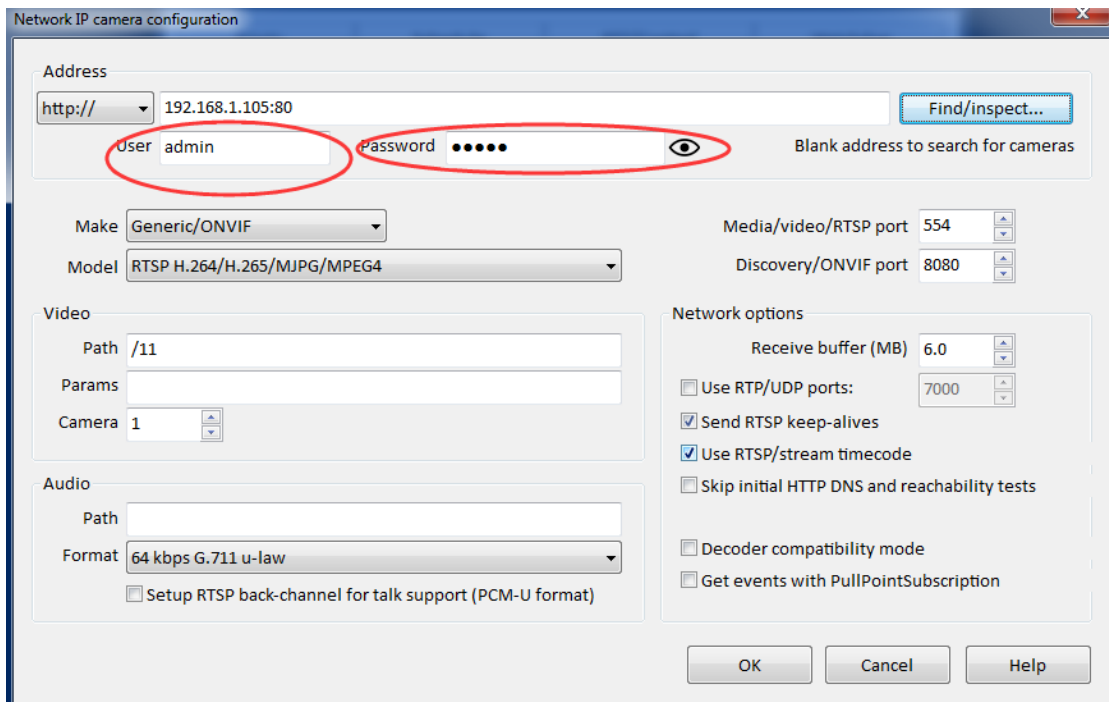 Network IP camera configuration
Address
http:// 192.168.1.105:80 Find/inspect...
User admin Password ●●●●● Blank address to search for cameras
Make Generic/ONVIF Media/video/RTSP port 554
Model RTSP H.264/H.265/MJPG/MPEG4 Discovery/ONVIF port 8080
Video
Path /11
Params
Camera 1
Audio
Path
Format 64 kbps G.711 u-law
Setup RTSP back-channel for talk support (PCM-U format)
Network options
Receive buffer (MB) 6.0
Use RTP/UDP ports: 7000
Send RTSP keep-alives
Use RTSP/stream timecode
Skip initial HTTP DNS and reachability tests
Decoder compatibility mode
Get events with PullPointSubscription
OK Cancel Help